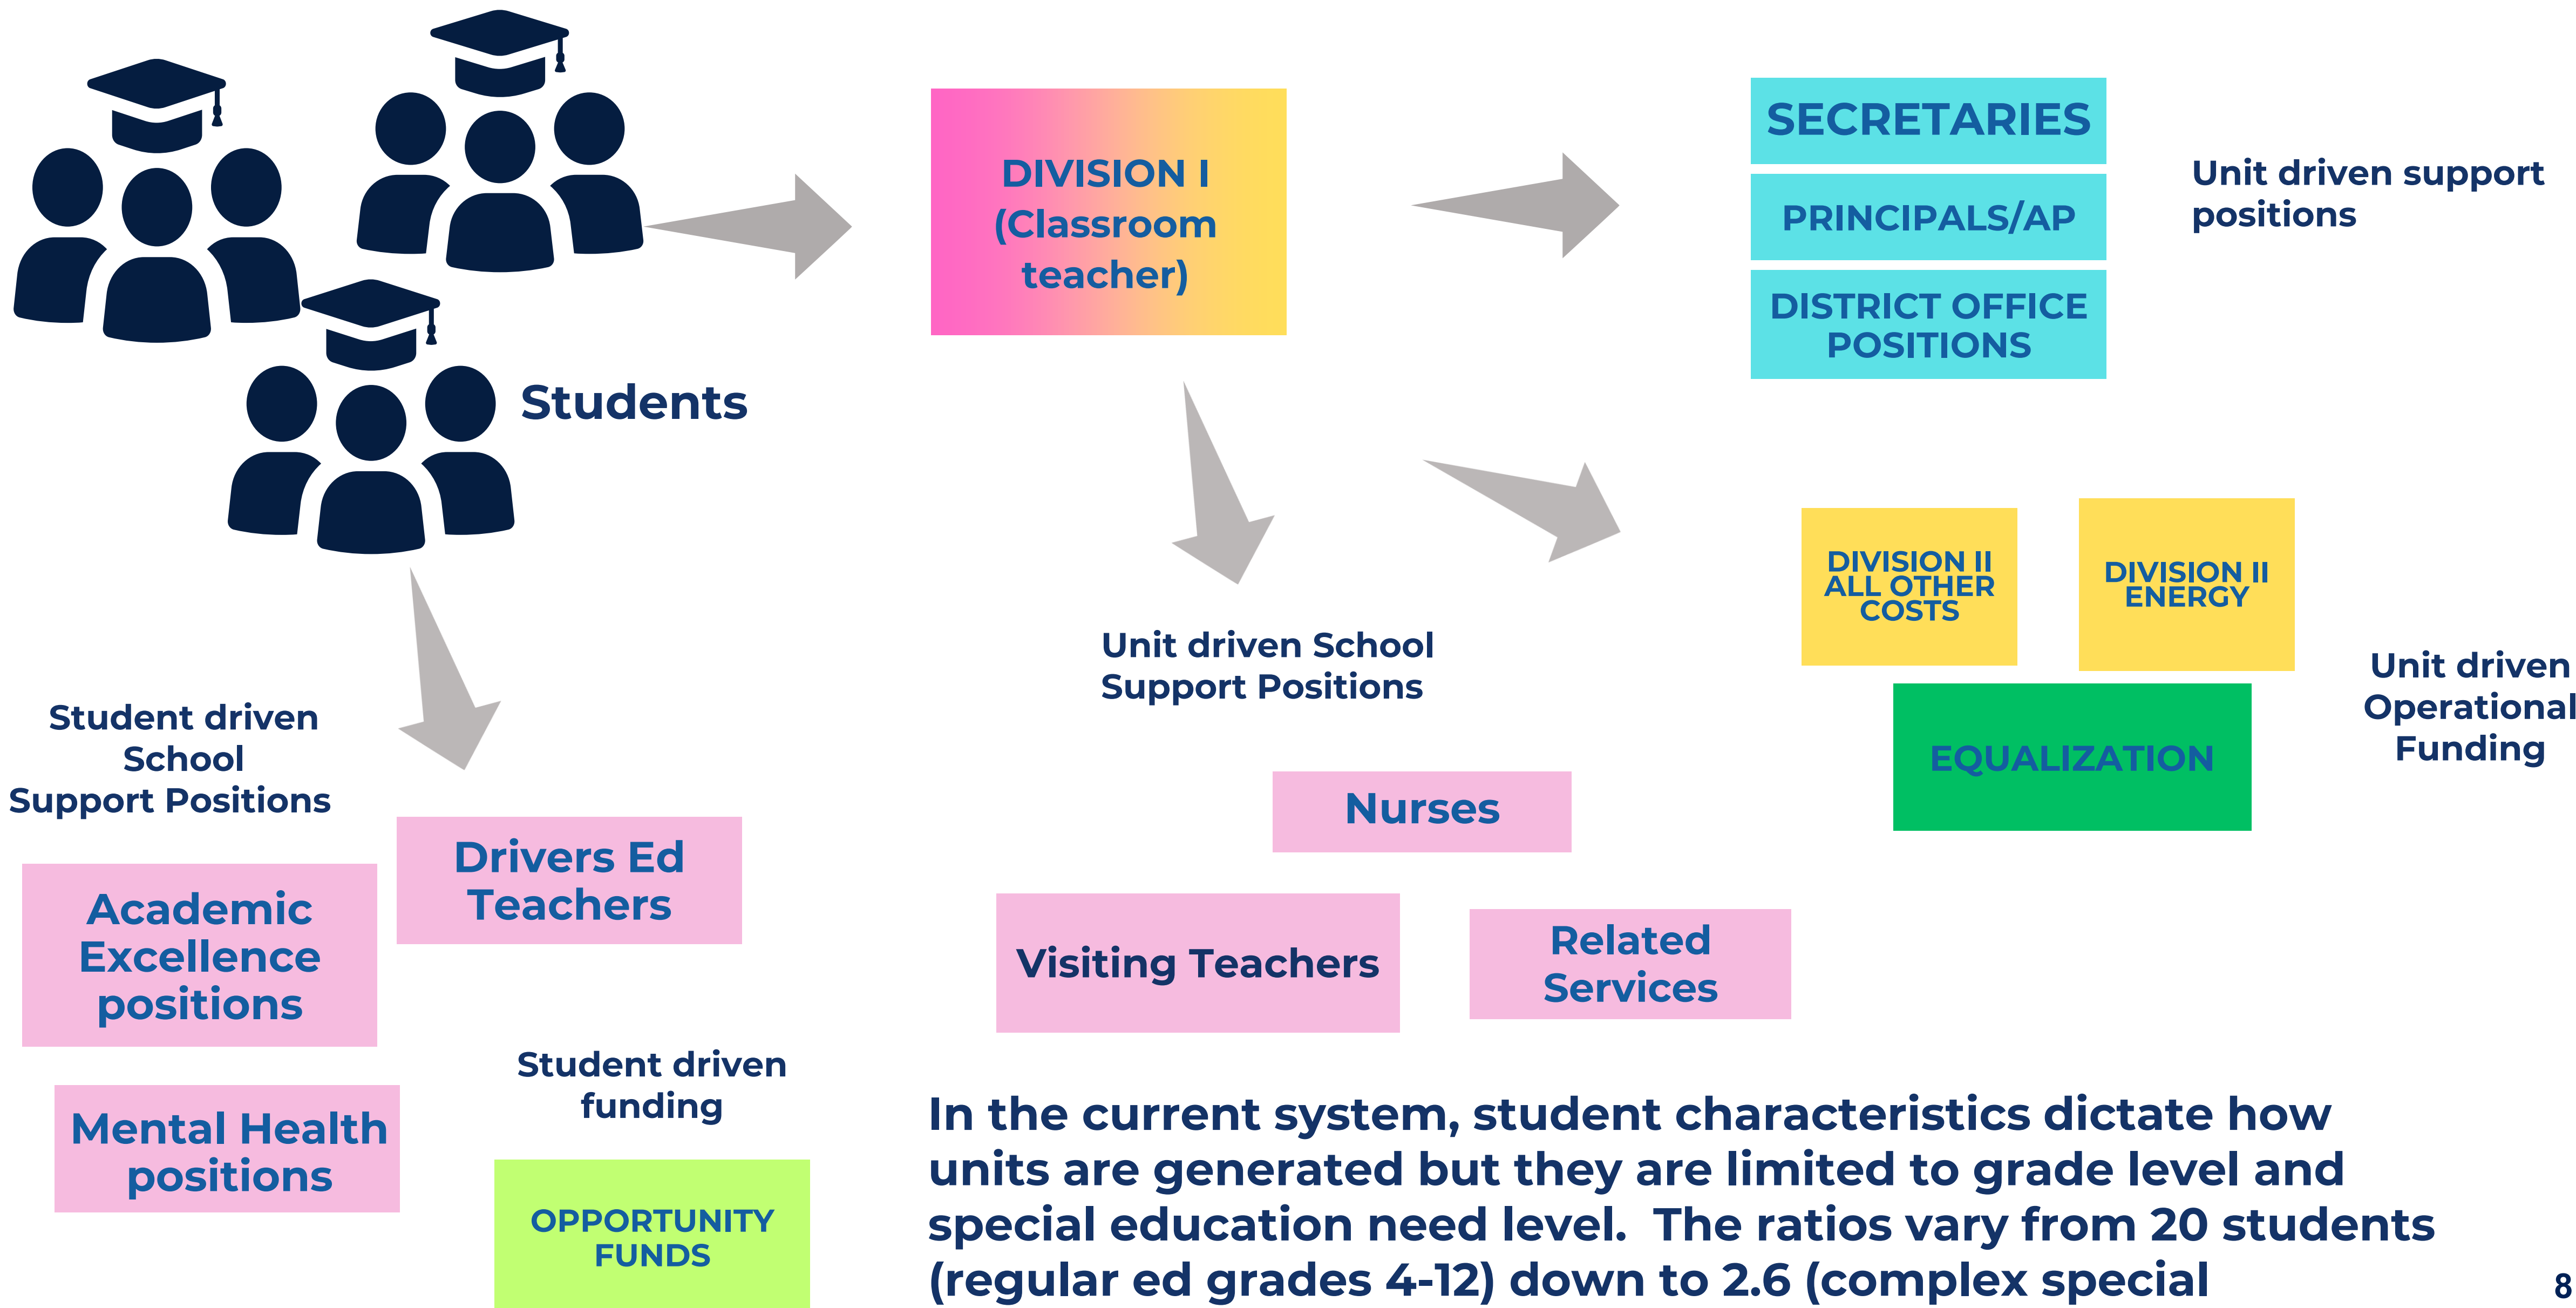 Students
DIVISION I
(Classroom
teacher)
SECRETARIES
PRINCIPALS/AP
DISTRICT OFFICE
POSITIONS
Unit driven support
positions
DIVISION II
ALL OTHER
COSTS
DIVISION II
ENERGY
EQUALIZATION
Unit driven
Operational
Funding
Unit driven School
Support Positions
Nurses
Visiting Teachers
Related
Services
Student driven
School
Support Positions
Drivers Ed
Teachers
Academic
Excellence
positions
Mental Health
positions
Student driven
funding
OPPORTUNITY
FUNDS
In the current system, student characteristics dictate how
units are generated but they are limited to grade level and
special education need level.  The ratios vary from 20 students
(regular ed grades 4-12) down to 2.6 (complex special
8